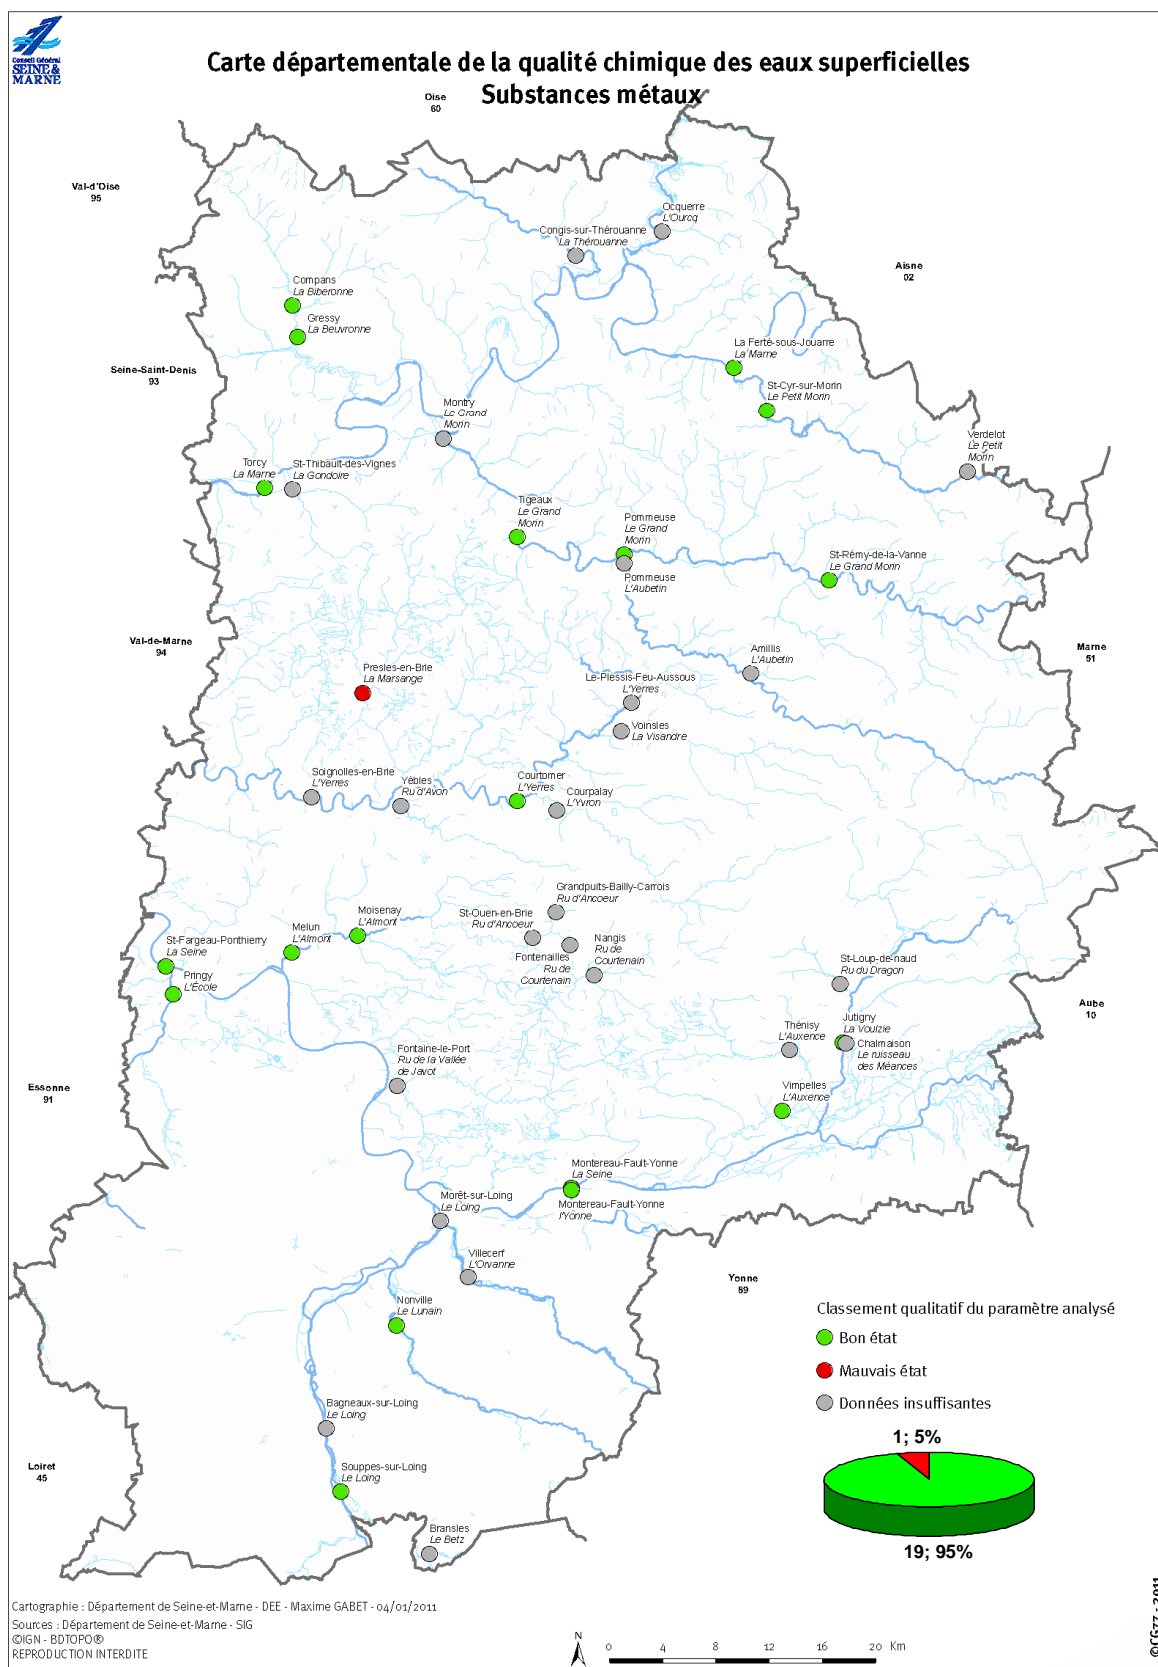 Conseil Général
SEINE &
MARNE
Carte départementale de la qualité chimique des eaux superficielles
Substances métaux
Oise
60
Val-d'Oise
95
Ocquerre
L'Ourcq
Congis-sur-Thérouanne
La Thérouanne
Aisne
02
Compans
La Biberonne
Gressy
La Beuvronne
La Ferté-sous-Jouarre
La Marne
Seine-Saint-Denis
93
St-Cyr-sur-Morin
Le Petit Morin
Montry
Le Grand
Morin
Verdelot
Le Petit
Morin
Torcy
La Marne
St-Thibault-des-Vignes
La Gondoire
Tigeaux
Le Grand
Morin
Pommeuse
Le Grand
Morin
St-Rémy-de-la-Vanne
Le Grand Morin
Pommeuse
L'Aubetin
Val-de-Marne
94
Marne
51
Amillis
L'Aubetin
Presles-en-Brie
La Marsange
Le-Plessis-Feu-Aussous
L'Yerres
Voinsles
La Visandre
Soignolles-en-Brie
L'Yerres
Yèbles
Ru d'Avon
Courtomer
L'Yerres
Courpalay
L'Yvron
Grandpuits-Bailly-Carrois
Ru d'Ancoeur
St-Ouen-en-Brie
Ru d'Ancoeur
Moisenay
L'Almont
Melun
L'Almont
St-Fargeau-Ponthierry
La Seine
Pringy
L'École
Nangis
Ru de
Courtenain
Fontenailles
Ru de
Courtenain
St-Loup-de-naud
Ru du Dragon
Aube
10
Jutigny
La Voulzie
Thénisy
L'Auxence
Chalmaison
Le ruisseau
des Méances
Fontaine-le-Port
Ru de la Vallée
de Javot
Essonne
91
Vimpelles
L'Auxence
Montereau-Fault-Yonne
La Seine
Morêt-sur-Loing
Le Loing
Montereau-Fault-Yonne
l'Yonne
Villecerf
L'Orvanne
Yonne
89
Nonville
Le Lunain
Classement qualitatif du paramètre analysé
Bon état
Mauvais état
Données insuffisantes
Bagneaux-sur-Loing
Le Loing
1; 5%
Loiret
45
Souppes-sur-Loing
Le Loing
Bransles
Le Betz
19; 95%
Cartographie : Département de Seine-et-Marne - DEE - Maxime GABET - 04/01/2011
Sources : Département de Seine-et-Marne - SIG
©IGN - BDTOPO®
REPRODUCTION INTERDITE
N
0 4 8 12 16 20 Km
©CG77 - 2011